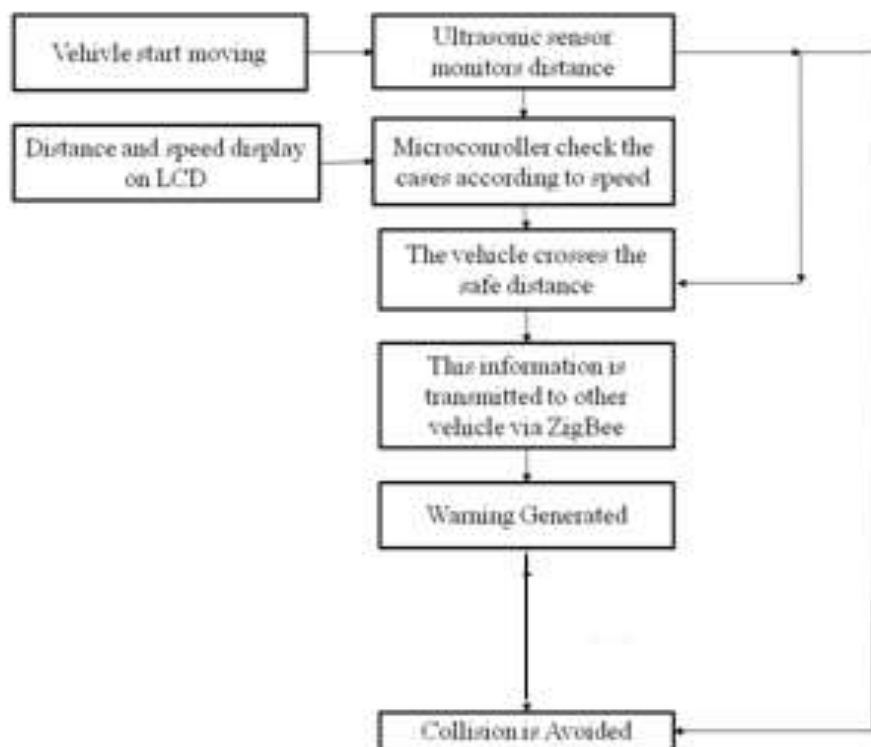 Vehivle start moving
Ultrasonic sensor
monitors distance
Distance and speed display
on LCD
Microconroller check the
cases according to speed
The vehicle crosses the
safe distance
This information is
transmitted to other
vehicle via ZigBee
Warning Generated
Collision is Avoided